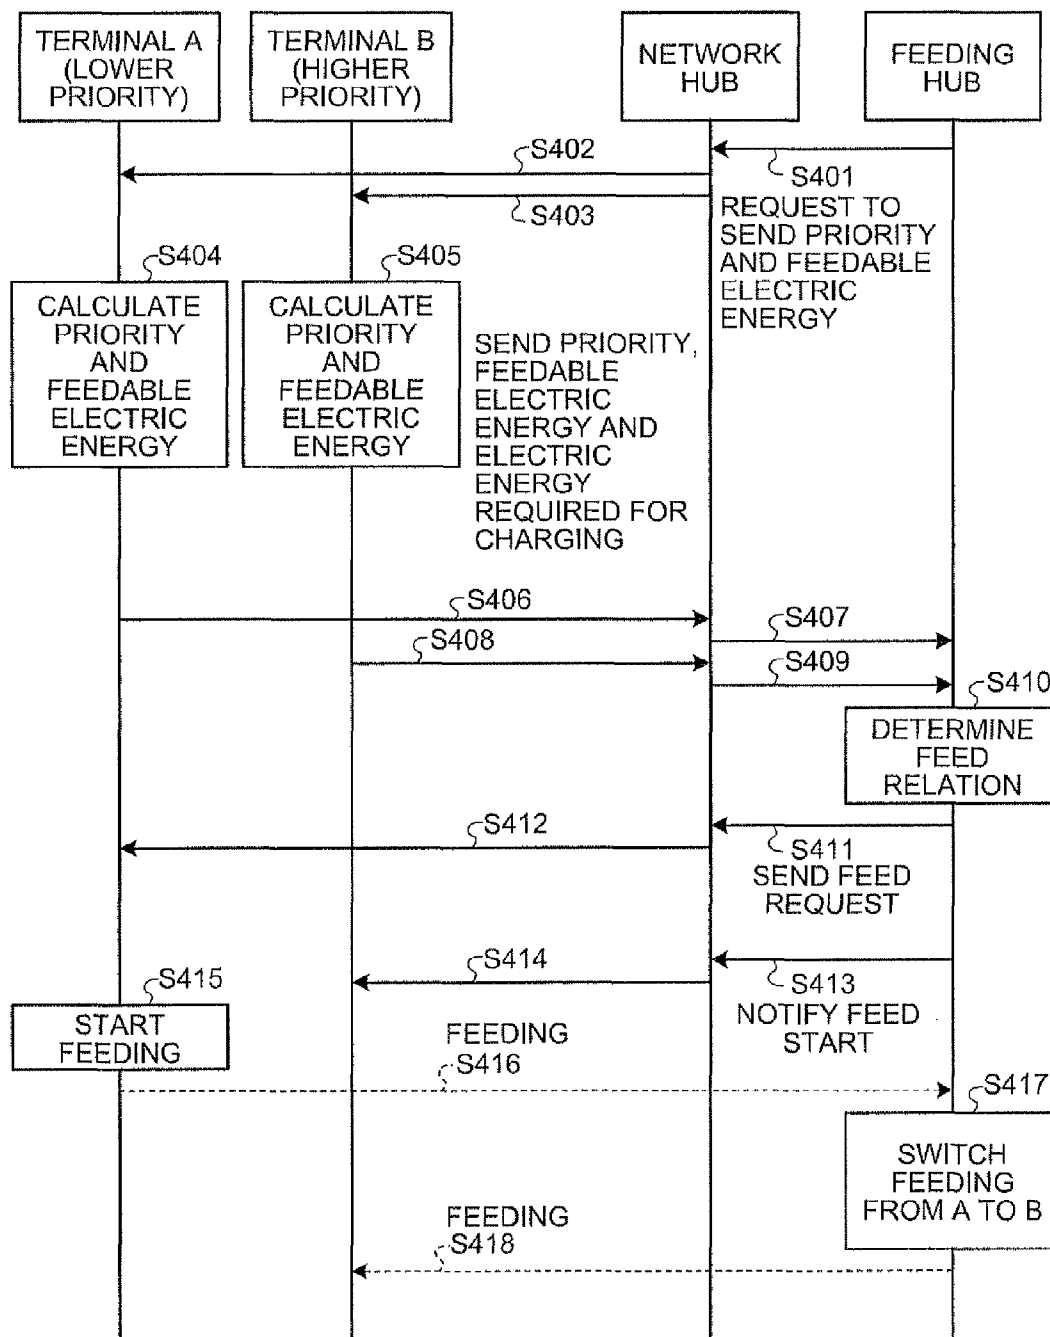 TERMINAL A
(LOWER
PRIORITY)
TERMINAL B
(HIGHER
PRIORITY)
NETWORK
HUB
FEEDING
HUB
S402
S401
S403
REQUEST TO
SEND PRIORITY
AND FEEDABLE
ELECTRIC
ENERGY
S404
S405
CALCULATE
PRIORITY
AND
FEEDABLE
ELECTRIC
ENERGY
CALCULATE
PRIORITY
AND
FEEDABLE
ELECTRIC
ENERGY
SEND PRIORITY,
FEEDABLE
ELECTRIC
ENERGY AND
ELECTRIC
ENERGY
REQUIRED FOR
CHARGING
S406
S407
S408
S409
S410
DETERMINE
FEED
RELATION
S412
S411
SEND FEED
REQUEST
S414
S413
NOTIFY FEED
START
S415
START
FEEDING
FEEDING
S416
S417
SWITCH
FEEDING
FROM A TO B
FEEDING
S418